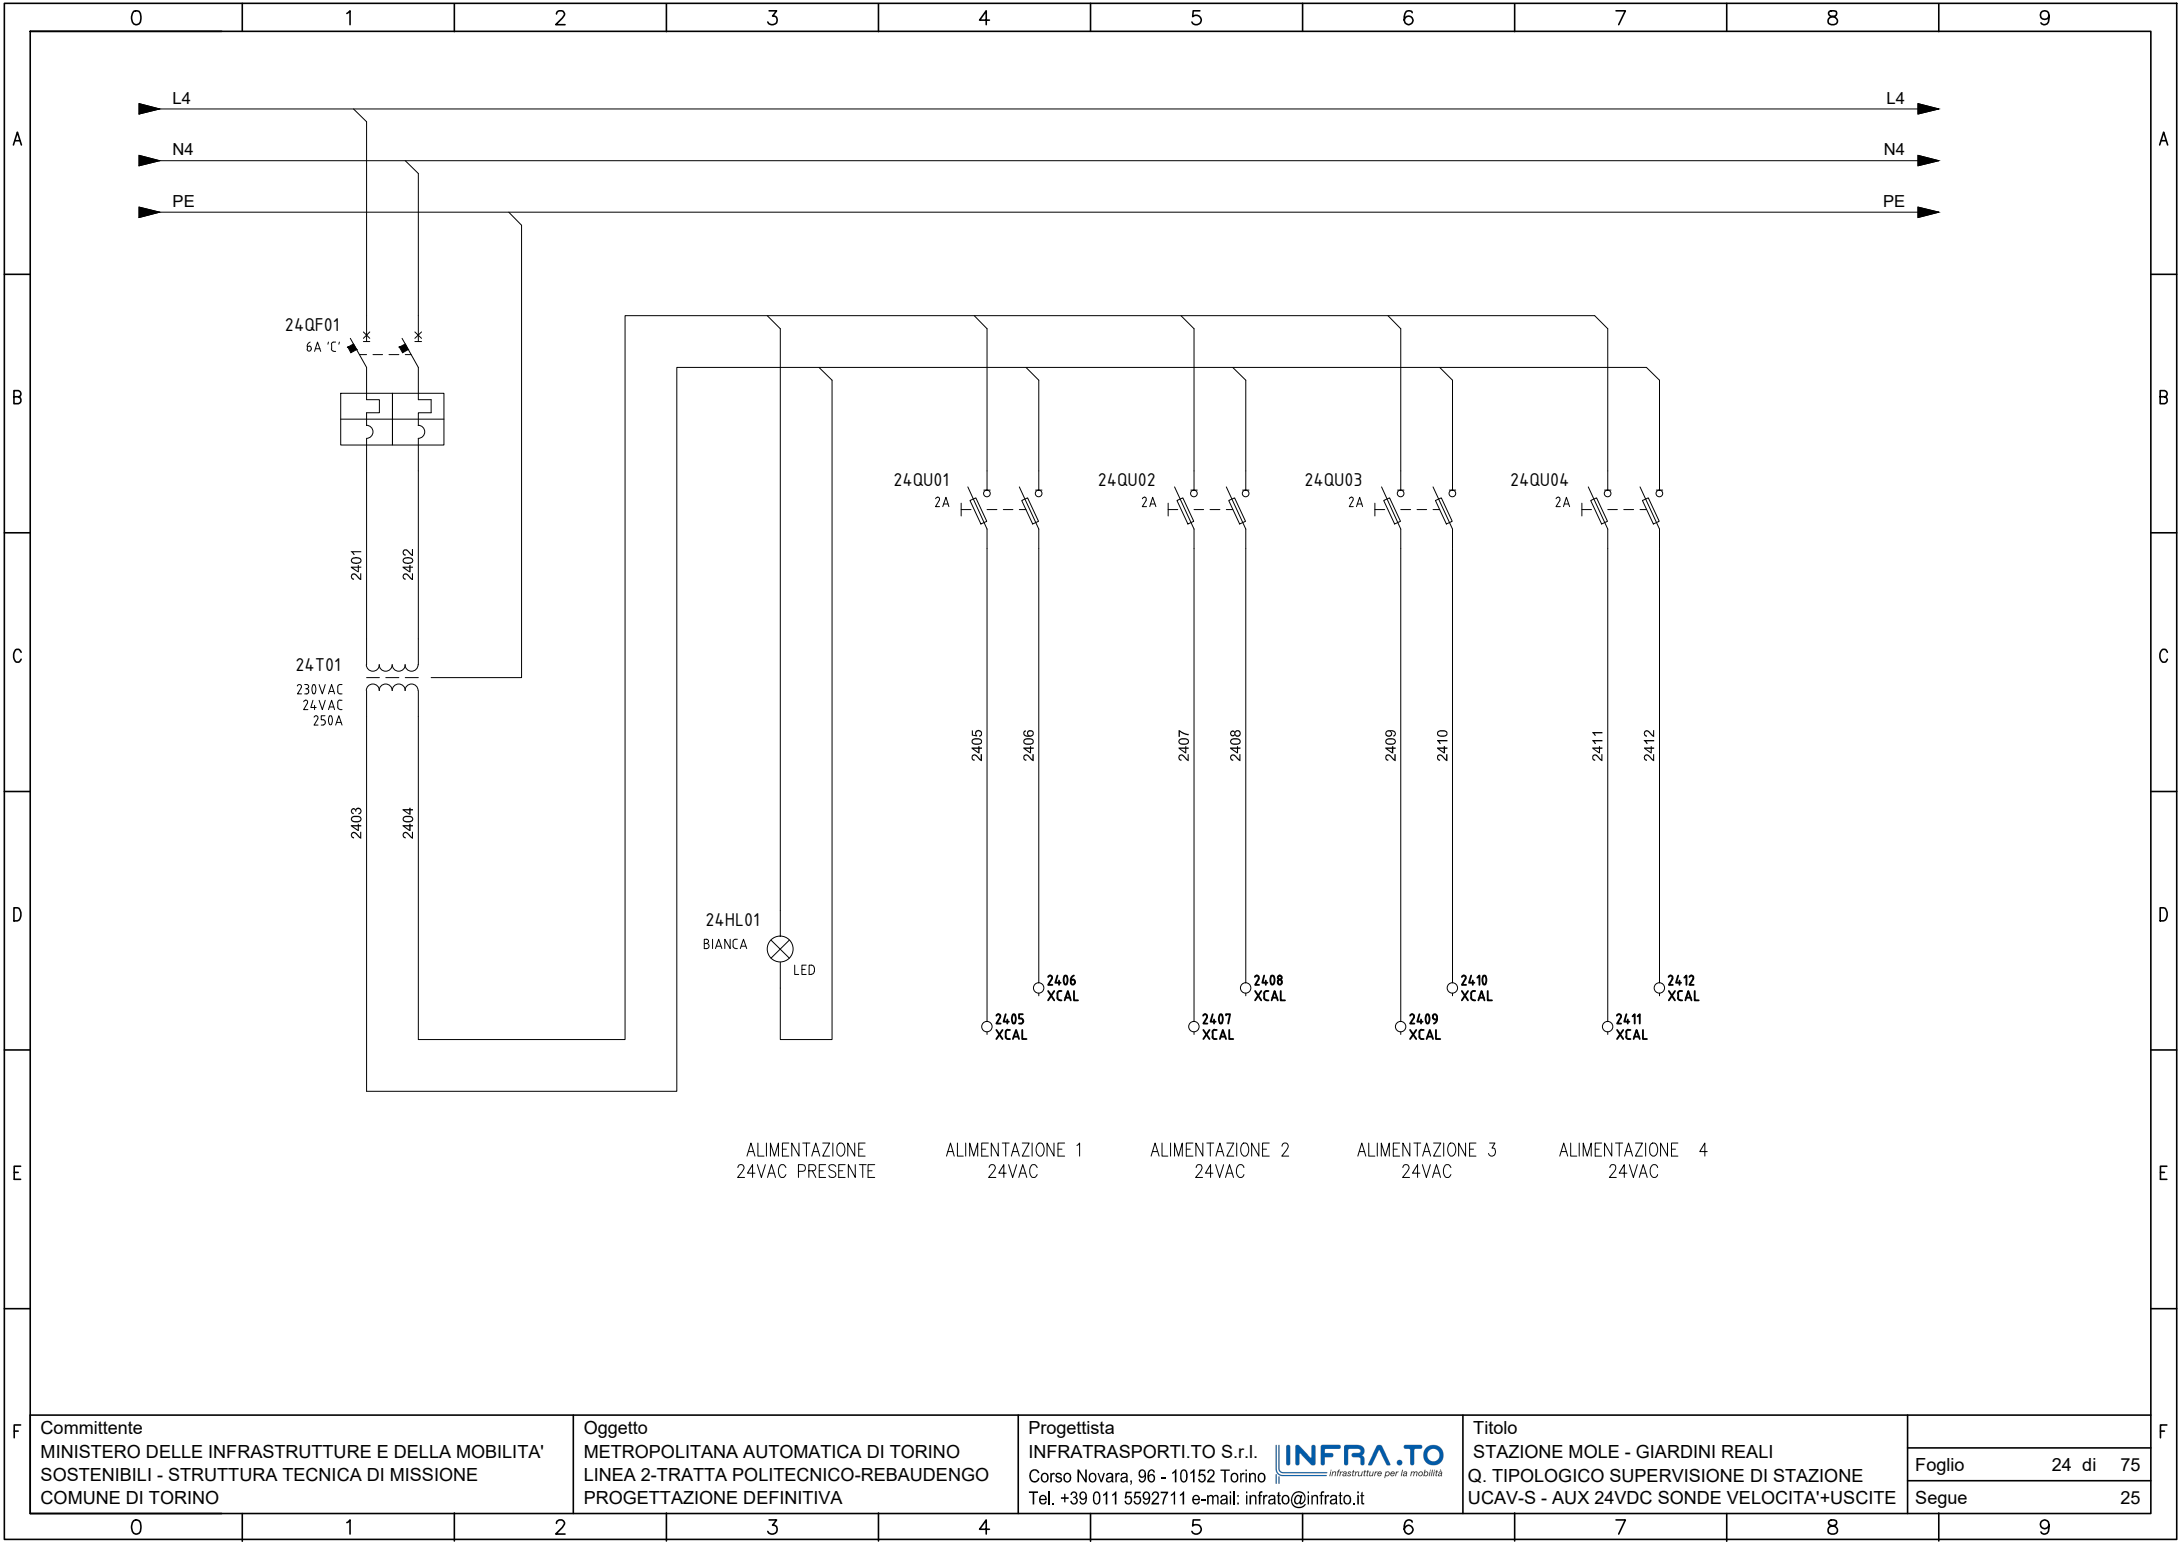 0 1 2 3 4 5 6 7 8 9
L4 L4
A A
N4 N4
PE PE
24QF01
6A 'C'
B B
24QU01 24QU02 24QU03 24QU04
2A 2A 2A 2A
2401 2402
C C
24T01
230VAC
24VAC
250A
2405 2406 2407 2408 2409 2410 2411 2412
2403 2404
D D
24HL01
BIANCA
LED
2406 2408 2410 2412
XCAL XCAL XCAL XCAL
2405 2407 2409 2411
XCAL XCAL XCAL XCAL
ALIMENTAZIONE ALIMENTAZIONE 1 ALIMENTAZIONE 2 ALIMENTAZIONE 3 ALIMENTAZIONE 4
24VAC PRESENTE 24VAC 24VAC 24VAC 24VAC
E E
F F
Committente
MINISTERO DELLE INFRASTRUTTURE E DELLA MOBILITA'
SOSTENIBILI - STRUTTURA TECNICA DI MISSIONE
COMUNE DI TORINO
Oggetto
METROPOLITANA AUTOMATICA DI TORINO
LINEA 2-TRATTA POLITECNICO-REBAUDENGO
PROGETTAZIONE DEFINITIVA
Progettista
INFRATRASPORTI.TO S.r.l.
Corso Novara, 96 - 10152 Torino
Tel. +39 011 5592711 e-mail: infrato@infrato.it
INFRA.TO
infrastrutture per la mobilità
Titolo
STAZIONE MOLE - GIARDINI REALI
Q. TIPOLOGICO SUPERVISIONE DI STAZIONE
UCAV-S - AUX 24VDC SONDE VELOCITA'+USCITE
Foglio 24 di 75
Segue 25
0 1 2 3 4 5 6 7 8 9